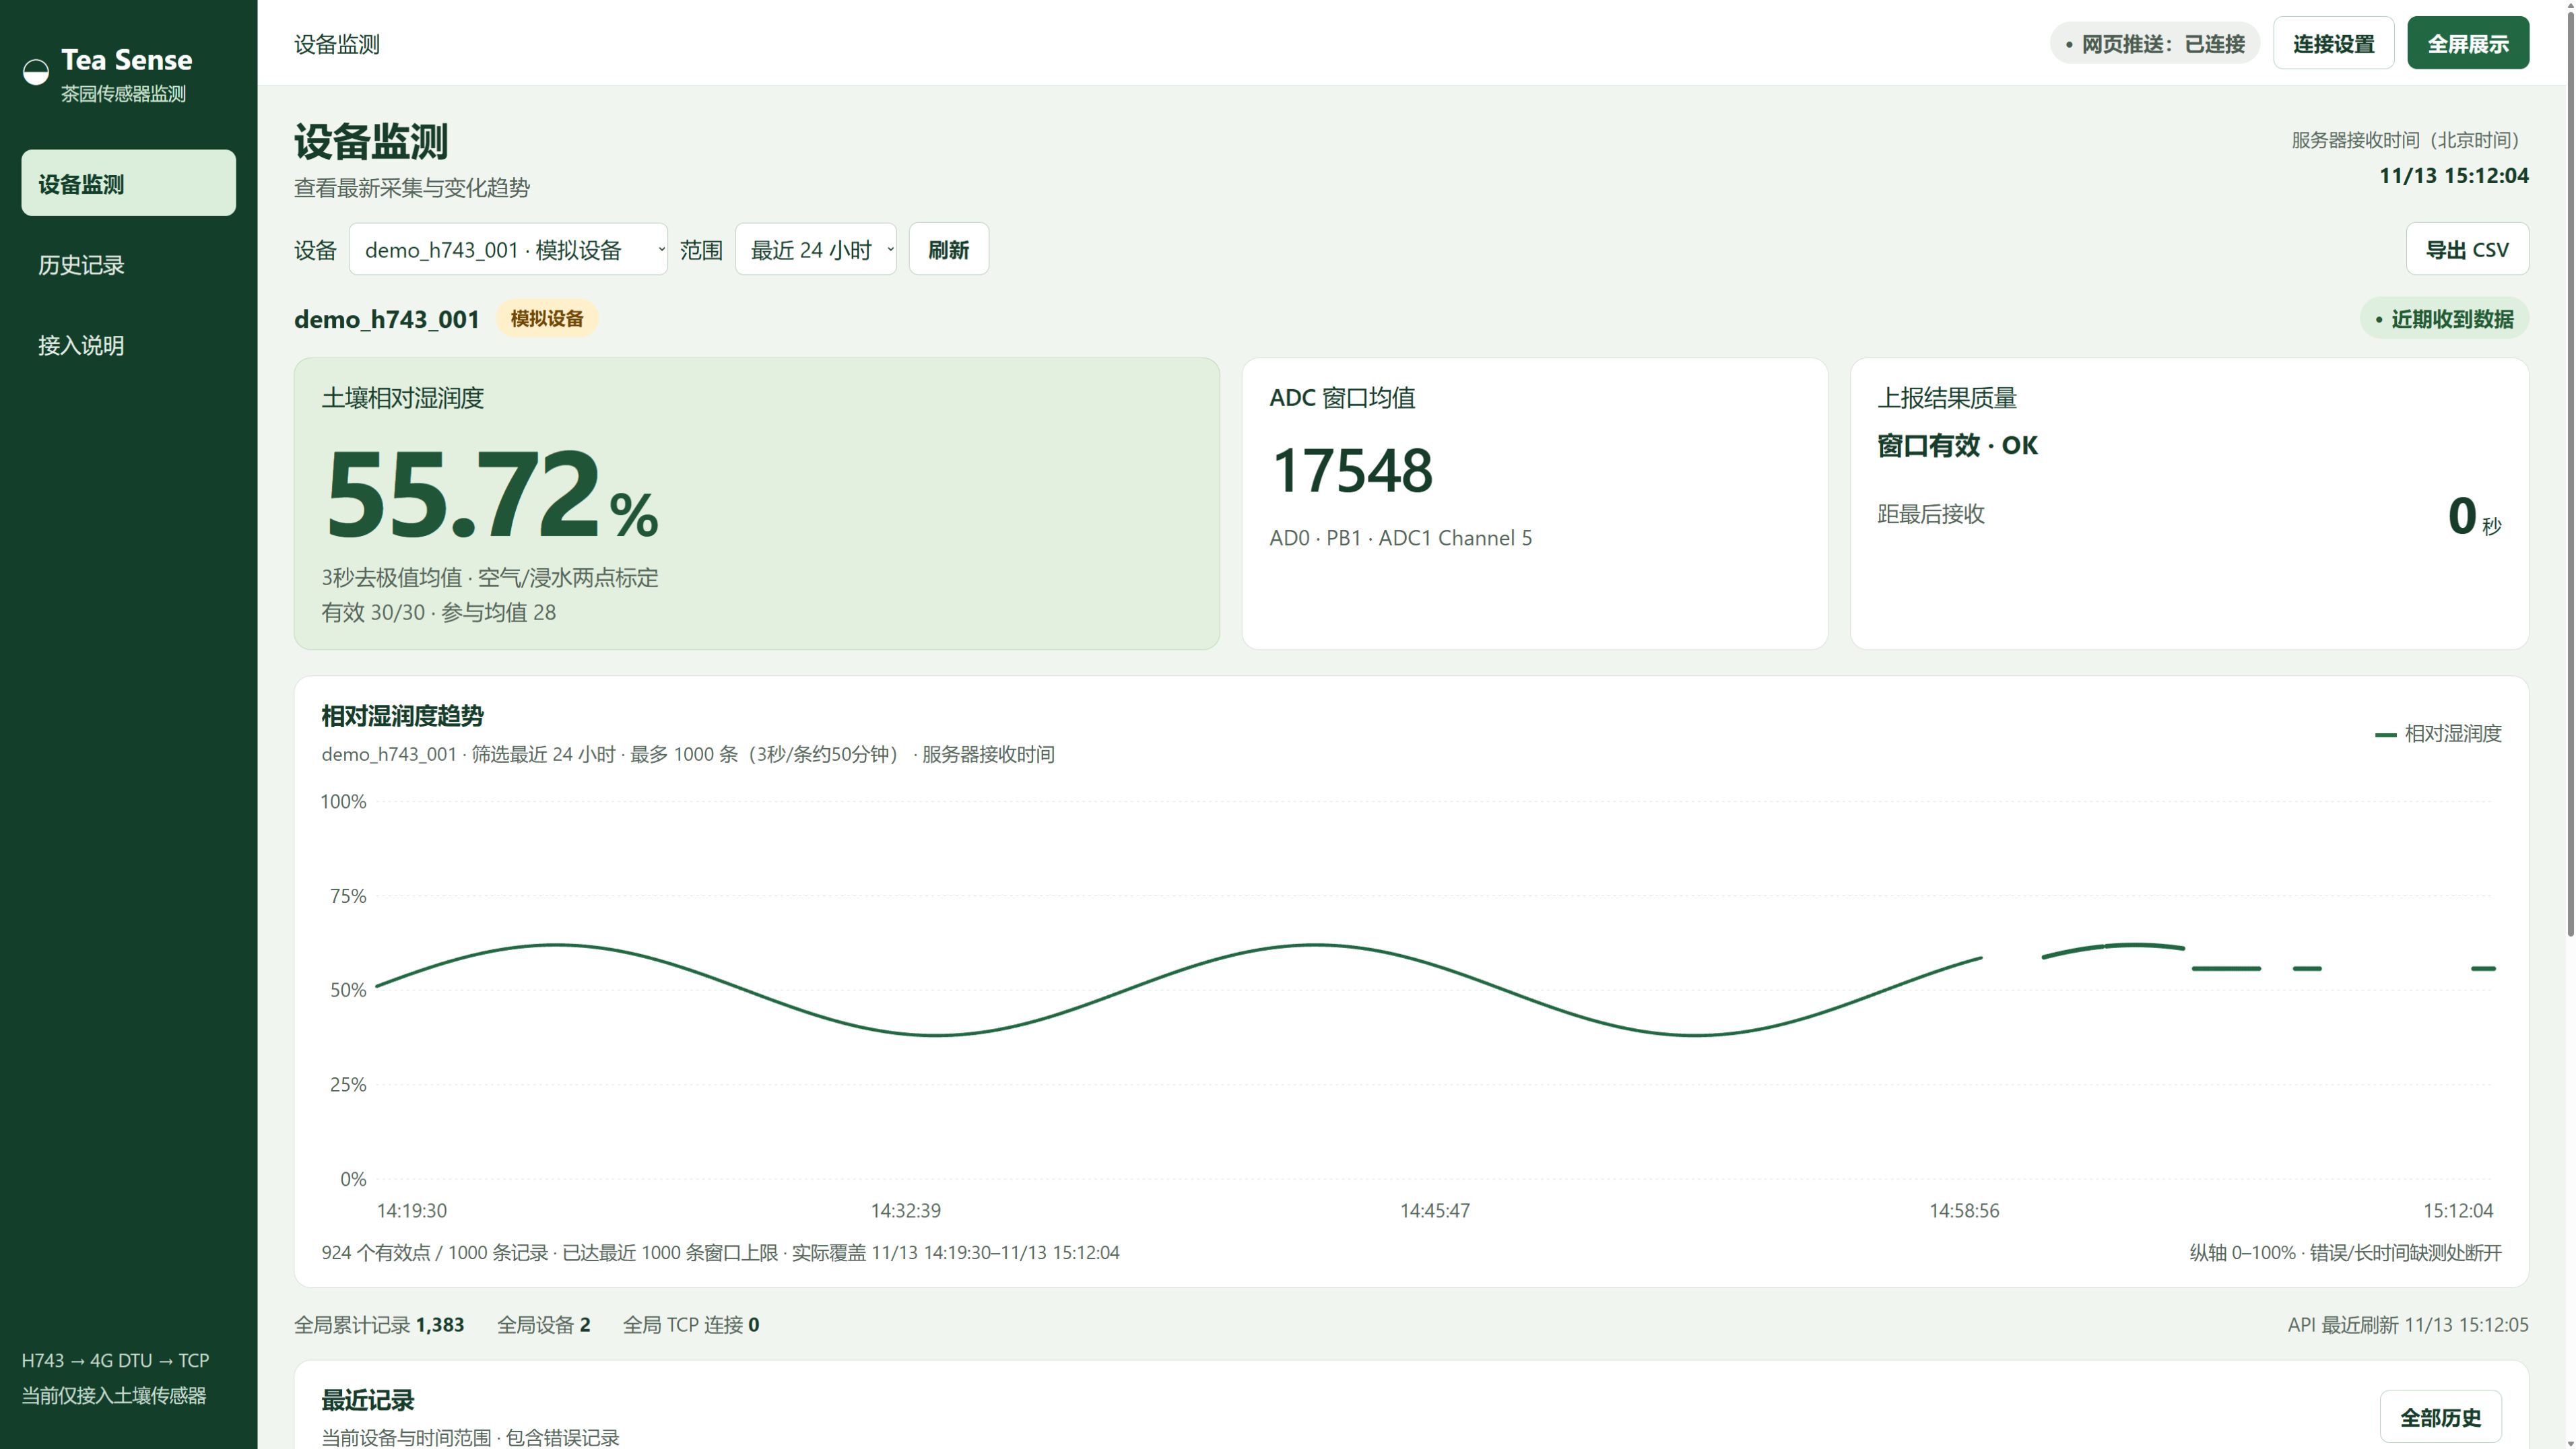 Tea Sense
茶园传感器监测
设备监测
历史记录
接入说明
H743 → 4G DTU → TCP
当前仅接入土壤传感器
设备监测
• 网页推送：已连接
连接设置
全屏展示
设备监测
查看最新采集与变化趋势
服务器接收时间（北京时间）
11/13 15:12:04
设备 demo_h743_001 · 模拟设备 范围 最近 24 小时 刷新
导出 CSV
demo_h743_001 模拟设备
• 近期收到数据
土壤相对湿润度
55.72%
3秒去极值均值 · 空气/浸水两点标定
有效 30/30 · 参与均值 28
ADC 窗口均值
17548
AD0 · PB1 · ADC1 Channel 5
上报结果质量
窗口有效 · OK
距最后接收 0 秒
相对湿润度趋势
demo_h743_001 · 筛选最近 24 小时 · 最多 1000 条（3秒/条约50分钟） · 服务器接收时间
相对湿润度
100%
75%
50%
25%
0%
14:19:30 14:32:39 14:45:47 14:58:56 15:12:04
924 个有效点 / 1000 条记录 · 已达最近 1000 条窗口上限 · 实际覆盖 11/13 14:19:30–11/13 15:12:04
纵轴 0–100% · 错误/长时间缺测处断开
全局累计记录 1,383 全局设备 2 全局 TCP 连接 0
API 最近刷新 11/13 15:12:05
最近记录
当前设备与时间范围 · 包含错误记录
全部历史